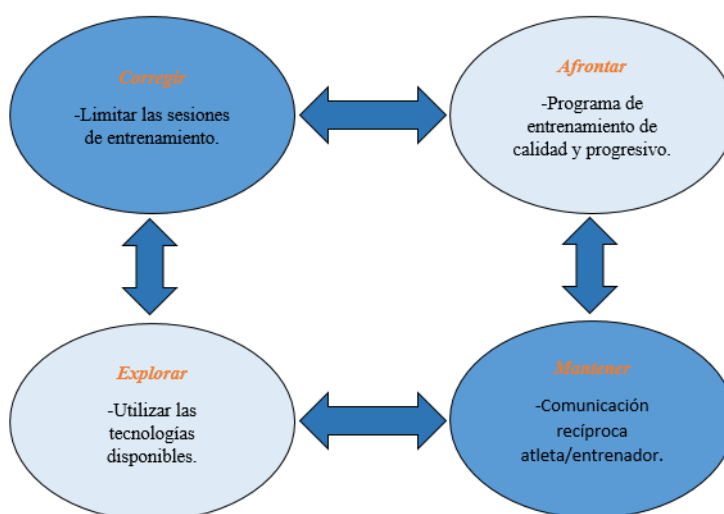 Corregir
-Limitar las sesiones
de entrenamiento.
Afrontar
-Programa de
entrenamiento de
calidad y progresivo.
Explorar
-Utilizar las
tecnologías
disponibles.
Mantener
-Comunicación
recíproca
atleta/entrenador.